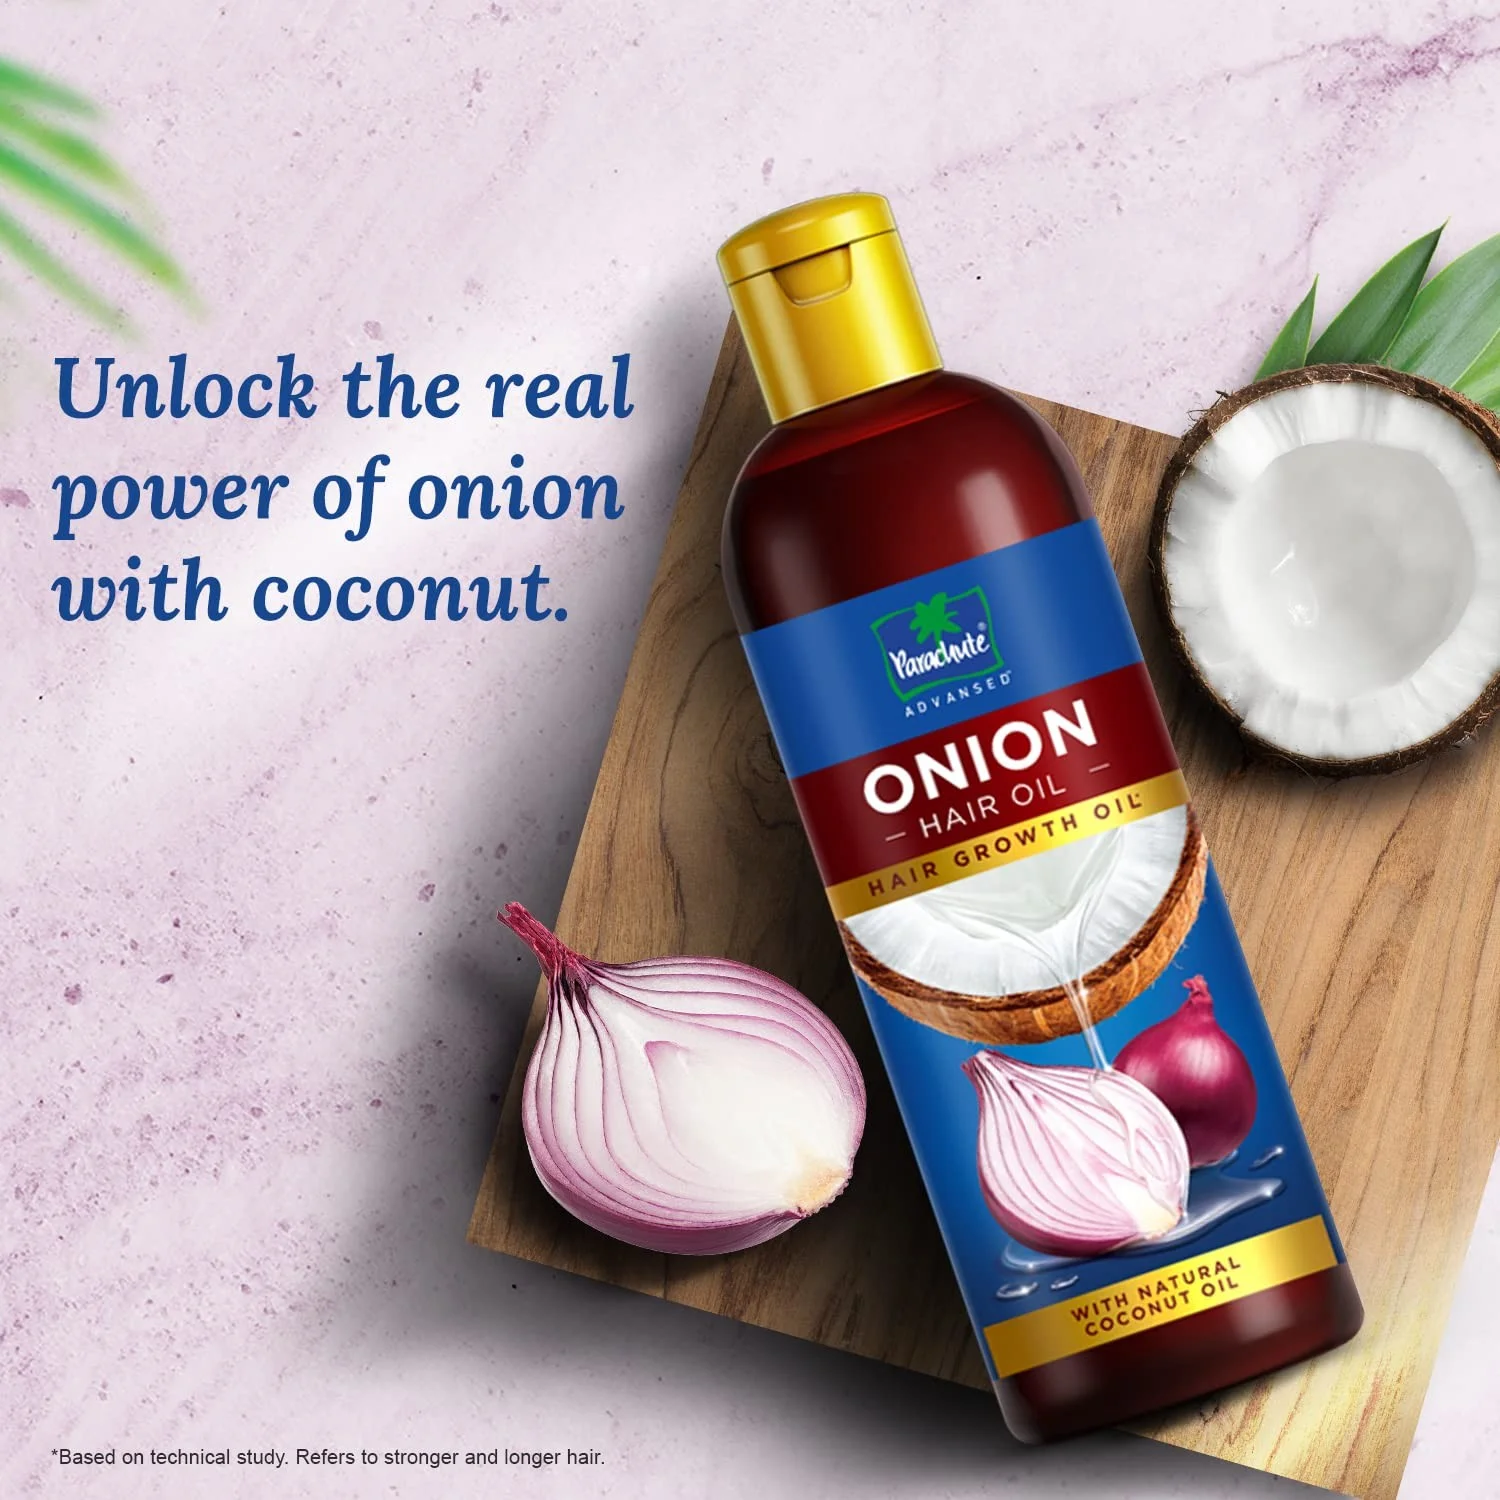 Unlock the real
power of onion
with coconut.
Parachute®
ADVANSED™
ONION
— HAIR OIL —
HAIR GROWTH OIL*
WITH NATURAL
COCONUT OIL
*Based on technical study. Refers to stronger and longer hair.